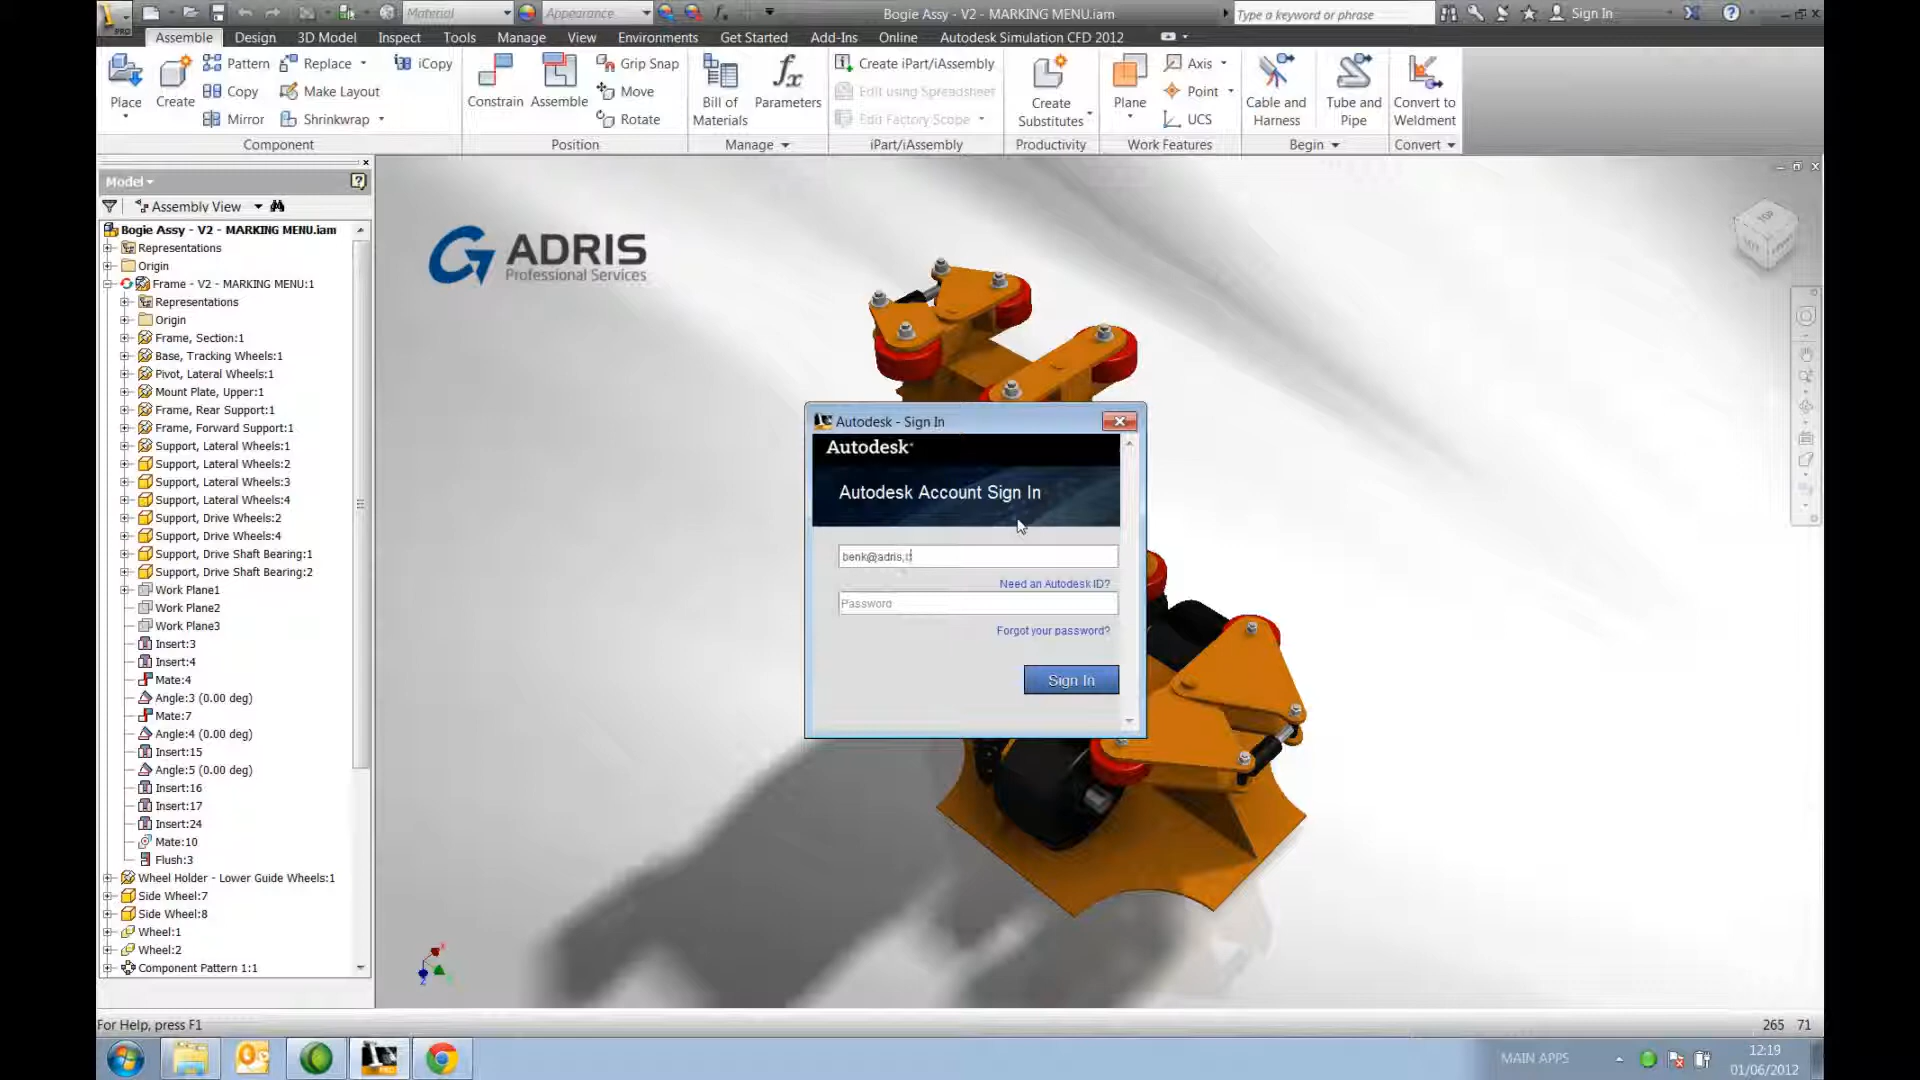 Material
Appearance
Bogie Assy - V2 - MARKING MENU.iam
Type a keyword or phrase
Sign In
PRO
Assemble
Design
3D Model
Inspect
Tools
Manage
View
Environments
Get Started
Add-Ins
Online
Autodesk Simulation CFD 2012
Place
Create
Pattern
Copy
Mirror
Replace
Make Layout
Shrinkwrap
iCopy
Component
Constrain
Assemble
Grip Snap
Move
Rotate
Position
Bill of
Materials
Parameters
Manage
Create iPart/iAssembly
Edit using Spreadsheet
Edit Factory Scope
iPart/iAssembly
Create
Substitutes
Productivity
Plane
Axis
Point
UCS
Work Features
Cable and
Harness
Tube and
Pipe
Begin
Convert to
Weldment
Convert
Model
Assembly View
Bogie Assy - V2 - MARKING MENU.iam
Representations
Origin
Frame - V2 - MARKING MENU:1
Representations
Origin
Frame, Section:1
Base, Tracking Wheels:1
Pivot, Lateral Wheels:1
Mount Plate, Upper:1
Frame, Rear Support:1
Frame, Forward Support:1
Support, Lateral Wheels:1
Support, Lateral Wheels:2
Support, Lateral Wheels:3
Support, Lateral Wheels:4
Support, Drive Wheels:2
Support, Drive Wheels:4
Support, Drive Shaft Bearing:1
Support, Drive Shaft Bearing:2
Work Plane1
Work Plane2
Work Plane3
Insert:3
Insert:4
Mate:4
Angle:3 (0.00 deg)
Mate:7
Angle:4 (0.00 deg)
Insert:15
Angle:5 (0.00 deg)
Insert:16
Insert:17
Insert:24
Mate:10
Flush:3
Wheel Holder - Lower Guide Wheels:1
Side Wheel:7
Side Wheel:8
Wheel:1
Wheel:2
Component Pattern 1:1
ADRIS
Professional Services
TOP
Autodesk - Sign In
Autodesk
Autodesk Account Sign In
Need an Autodesk ID?
Password
Forgot your password?
Sign In
For Help, press F1
265 71
MAIN APPS
12:19
01/06/2012